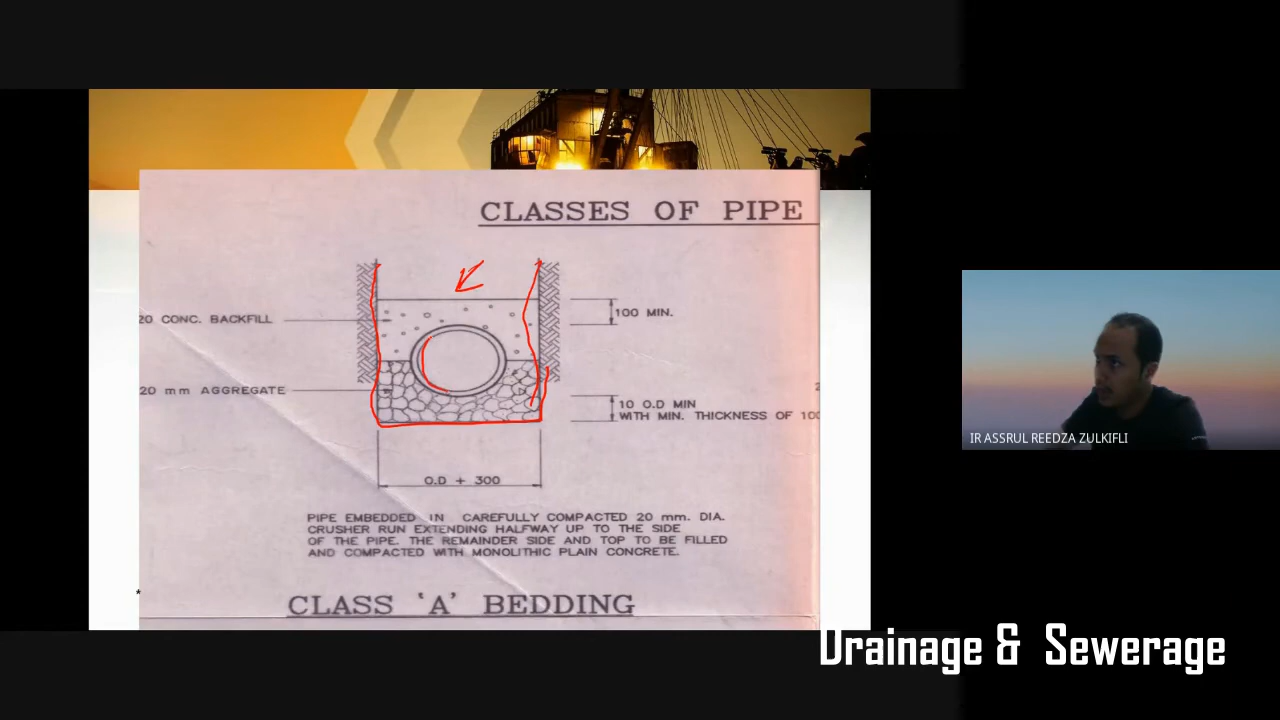 CLASSES OF PIPE
20 CONC. BACKFILL
100 MIN.
20 mm AGGREGATE
2
10 O.D MIN
WITH MIN. THICKNESS OF 100
O.D + 300
PIPE EMBEDDED IN CAREFULLY COMPACTED 20 mm. DIA.
CRUSHER RUN EXTENDING HALFWAY UP TO THE SIDE
OF THE PIPE. THE REMAINDER SIDE AND TOP TO BE FILLED
AND COMPACTED WITH MONOLITHIC PLAIN CONCRETE.
*
CLASS 'A' BEDDING
IR ASSRUL REEDZA ZULKIFLI
Drainage & Sewerage